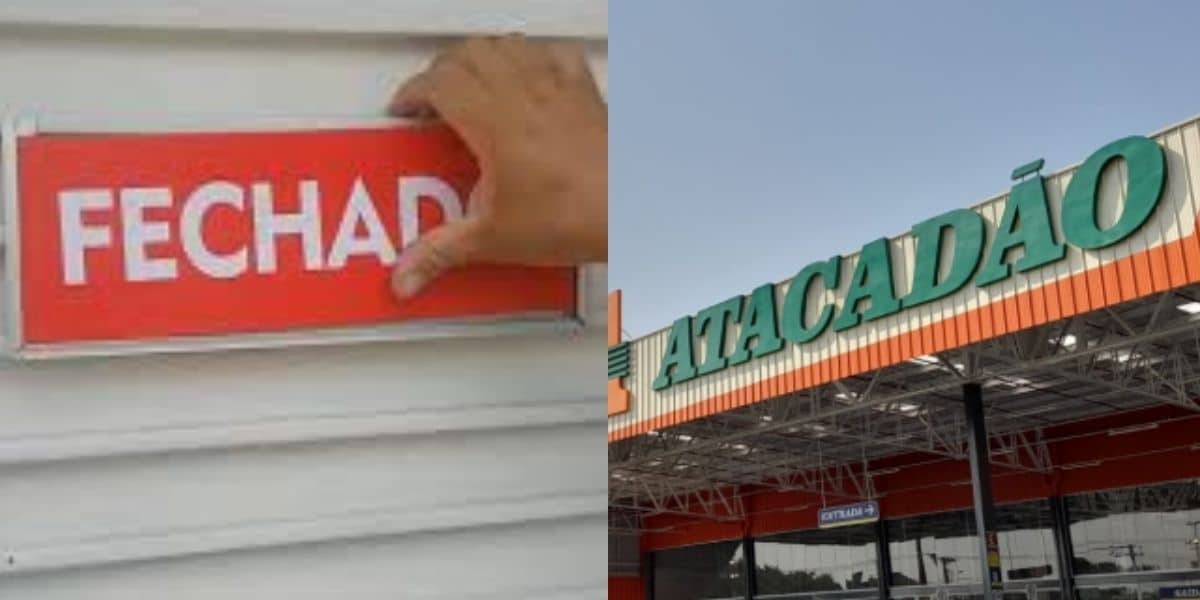 FECHAD
ATACADÃO
ENTRADA →